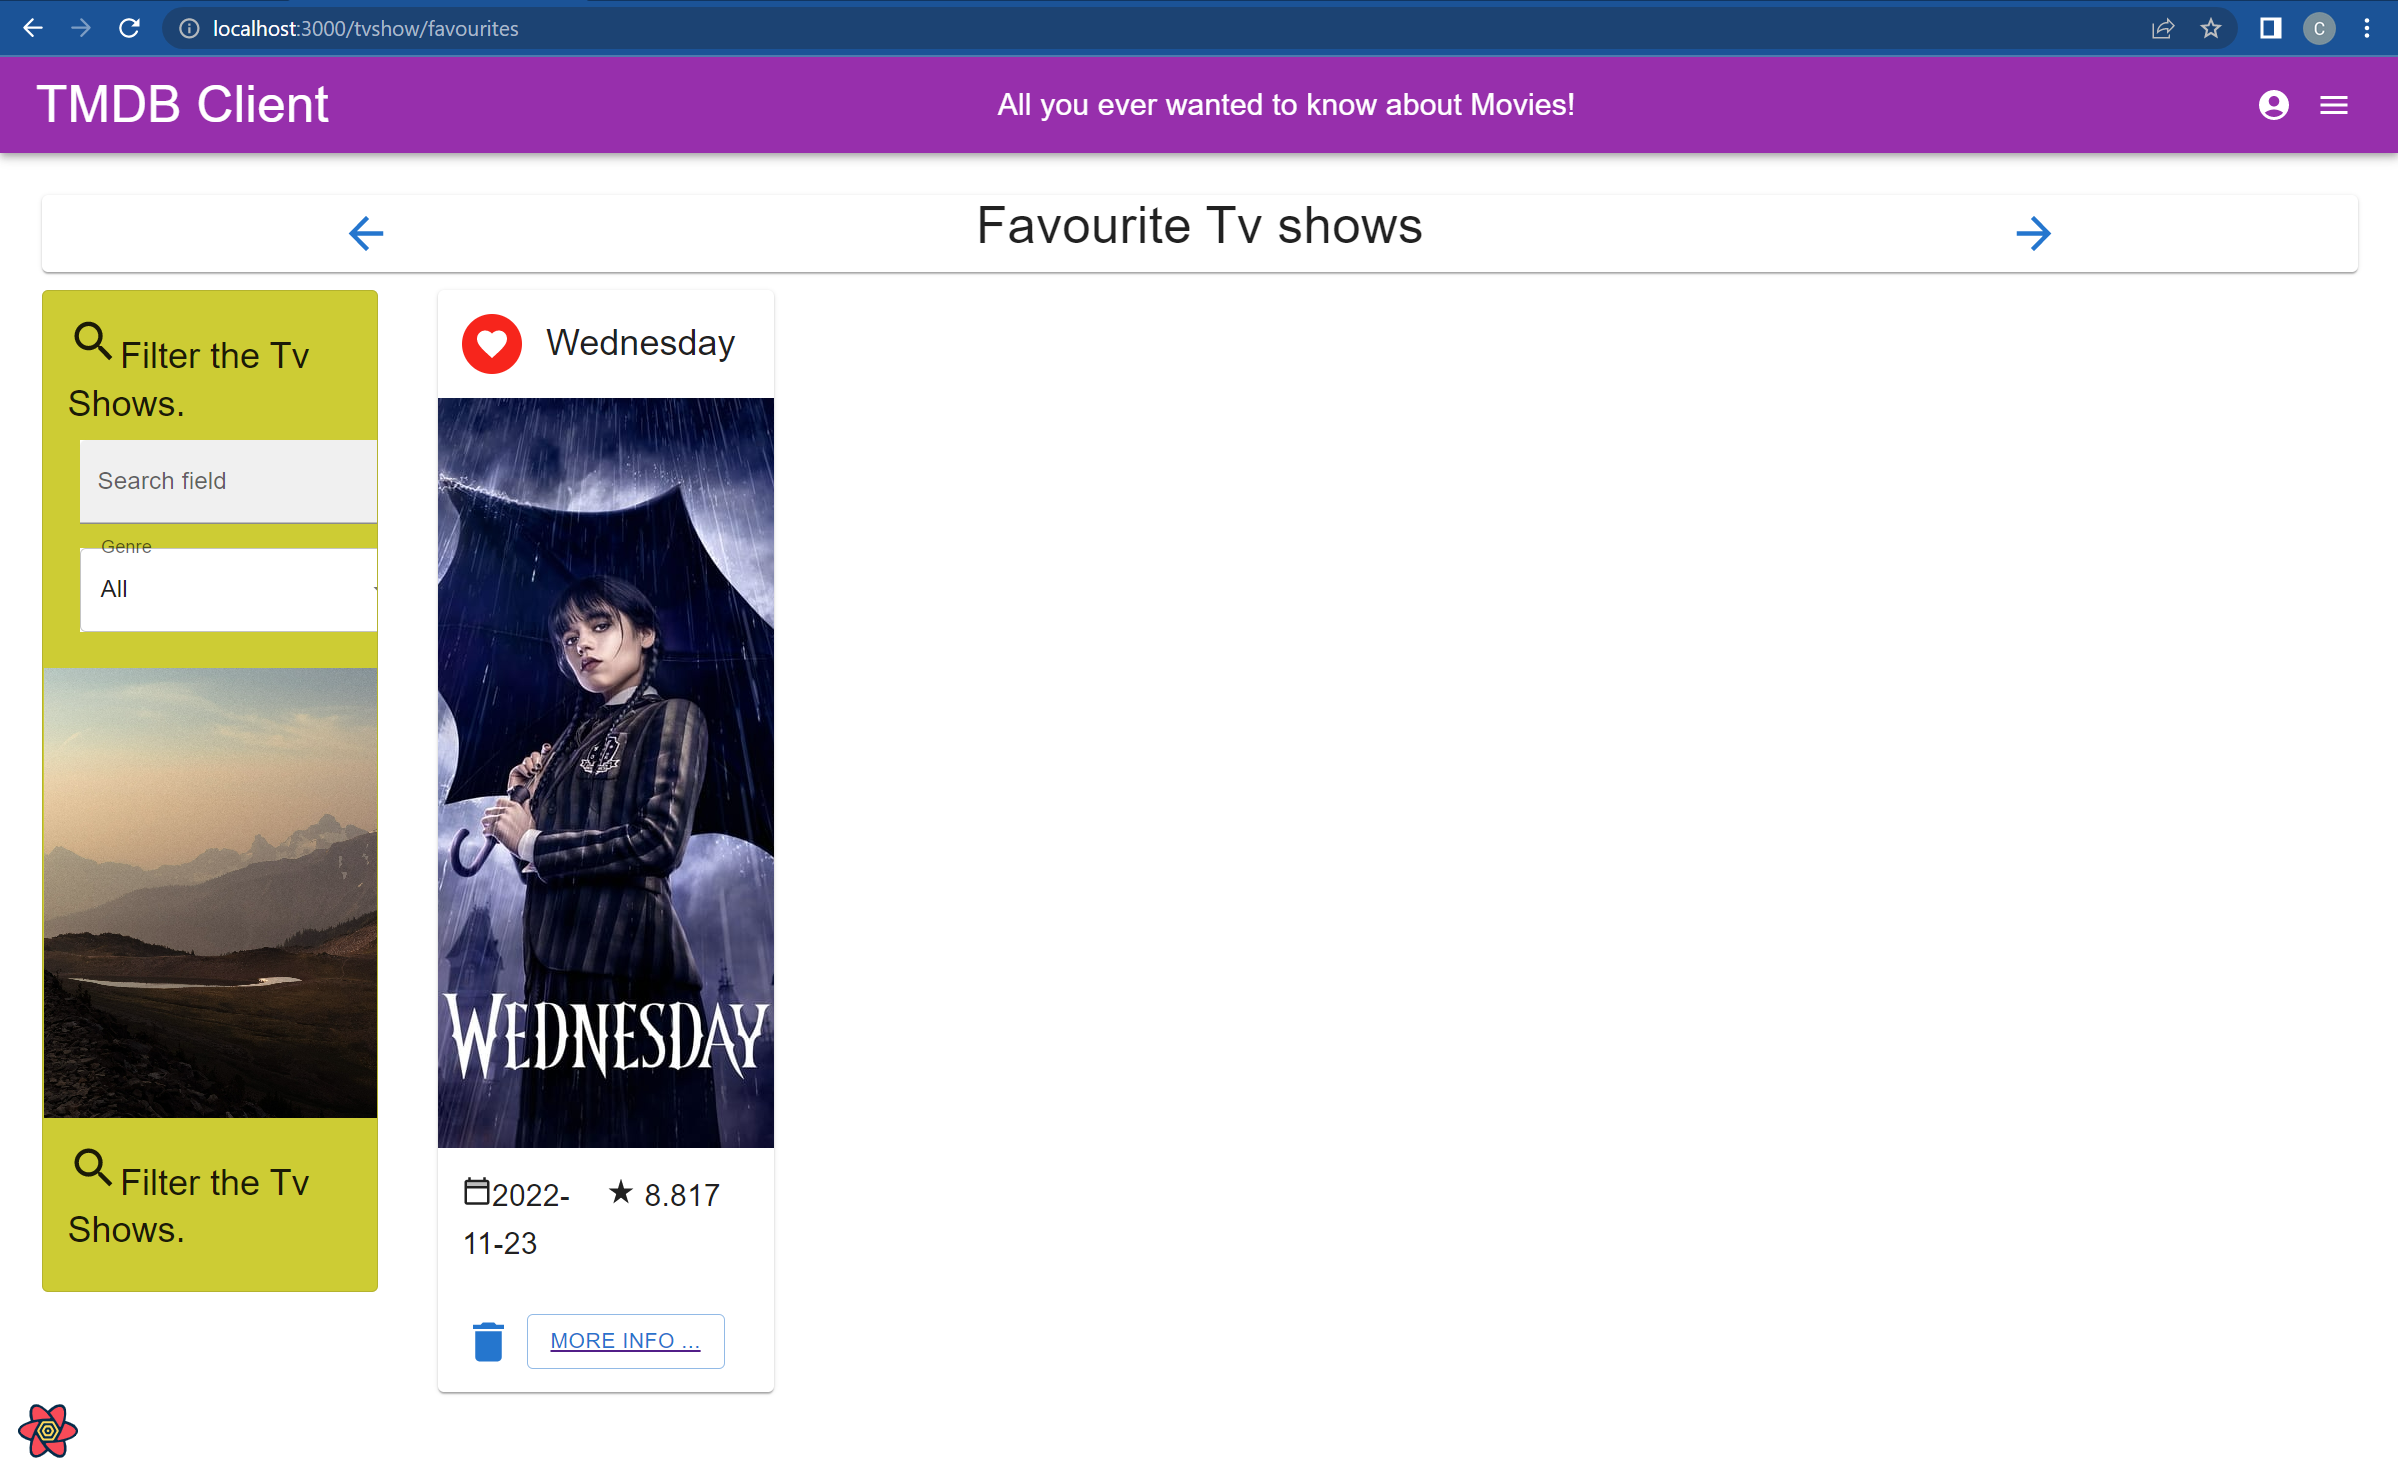 localhost:3000/tvshow/favourites
C
TMDB Client
All you ever wanted to know about Movies!
Favourite Tv shows
Filter the Tv
Shows.
Search field
Genre
All
Filter the Tv
Shows.
Wednesday
WEDNESDAY
2022-
11-23
8.817
MORE INFO ...